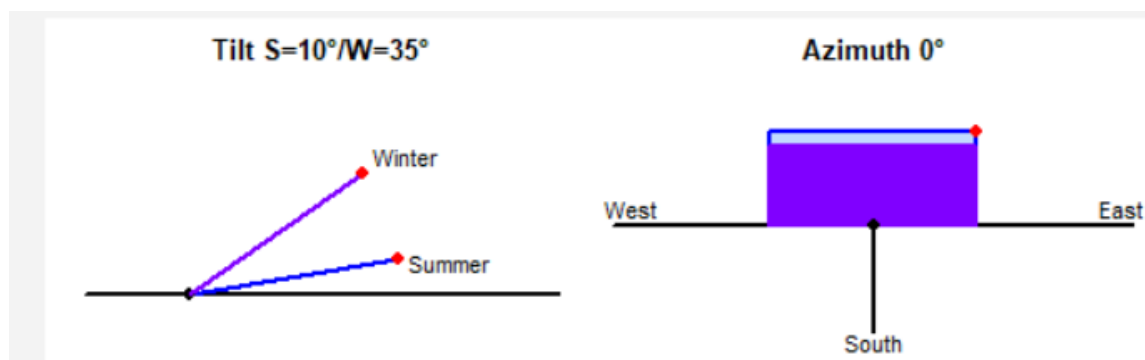 Tilt S=10°/W=35°
Winter
Summer
Azimuth 0°
West
East
South